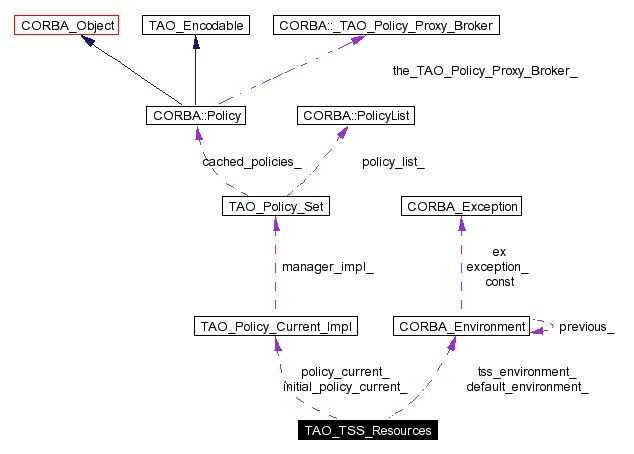 CORBA_Object
TAO_Encodable
CORBA::_TAO_Policy_Proxy_Broker
the_TAO_Policy_Proxy_Broker_
CORBA::Policy
CORBA::PolicyList
cached_policies_
policy_list_
TAO_Policy_Set
CORBA_Exception
manager_impl_
ex
exception_
const
TAO_Policy_Current_Impl
CORBA_Environment
previous_
policy_current_
initial_policy_current_
tss_environment_
default_environment_
TAO_TSS_Resources